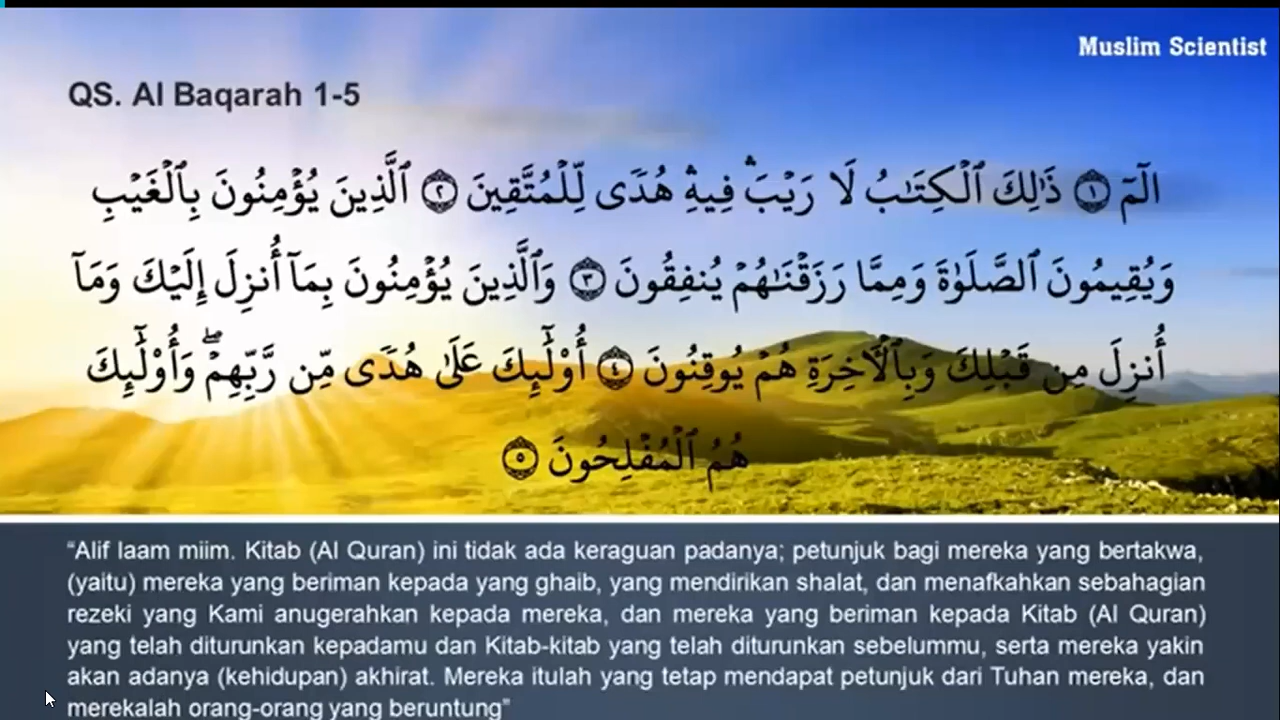 Muslim Scientist
QS. Al Baqarah 1-5
الٓمٓ ١ ذَٰلِكَ ٱلۡكِتَٰبُ لَا رَيۡبَۛ فِيهِۛ هُدٗى لِّلۡمُتَّقِينَ ٢ ٱلَّذِينَ يُؤۡمِنُونَ بِٱلۡغَيۡبِ
وَيُقِيمُونَ ٱلصَّلَوٰةَ وَمِمَّا رَزَقۡنَٰهُمۡ يُنفِقُونَ ٣ وَٱلَّذِينَ يُؤۡمِنُونَ بِمَآ أُنزِلَ إِلَيۡكَ وَمَآ
أُنزِلَ مِن قَبۡلِكَ وَبِٱلۡأٓخِرَةِ هُمۡ يُوقِنُونَ ٤ أُوْلَٰٓئِكَ عَلَىٰ هُدٗى مِّن رَّبِّهِمۡۖ وَأُوْلَٰٓئِكَ
هُمُ ٱلۡمُفۡلِحُونَ ٥
“Alif laam miim. Kitab (Al Quran) ini tidak ada keraguan padanya; petunjuk bagi mereka yang bertakwa,
(yaitu) mereka yang beriman kepada yang ghaib, yang mendirikan shalat, dan menafkahkan sebahagian
rezeki yang Kami anugerahkan kepada mereka, dan mereka yang beriman kepada Kitab (Al Quran)
yang telah diturunkan kepadamu dan Kitab-kitab yang telah diturunkan sebelummu, serta mereka yakin
akan adanya (kehidupan) akhirat. Mereka itulah yang tetap mendapat petunjuk dari Tuhan mereka, dan
merekalah orang-orang yang beruntung”